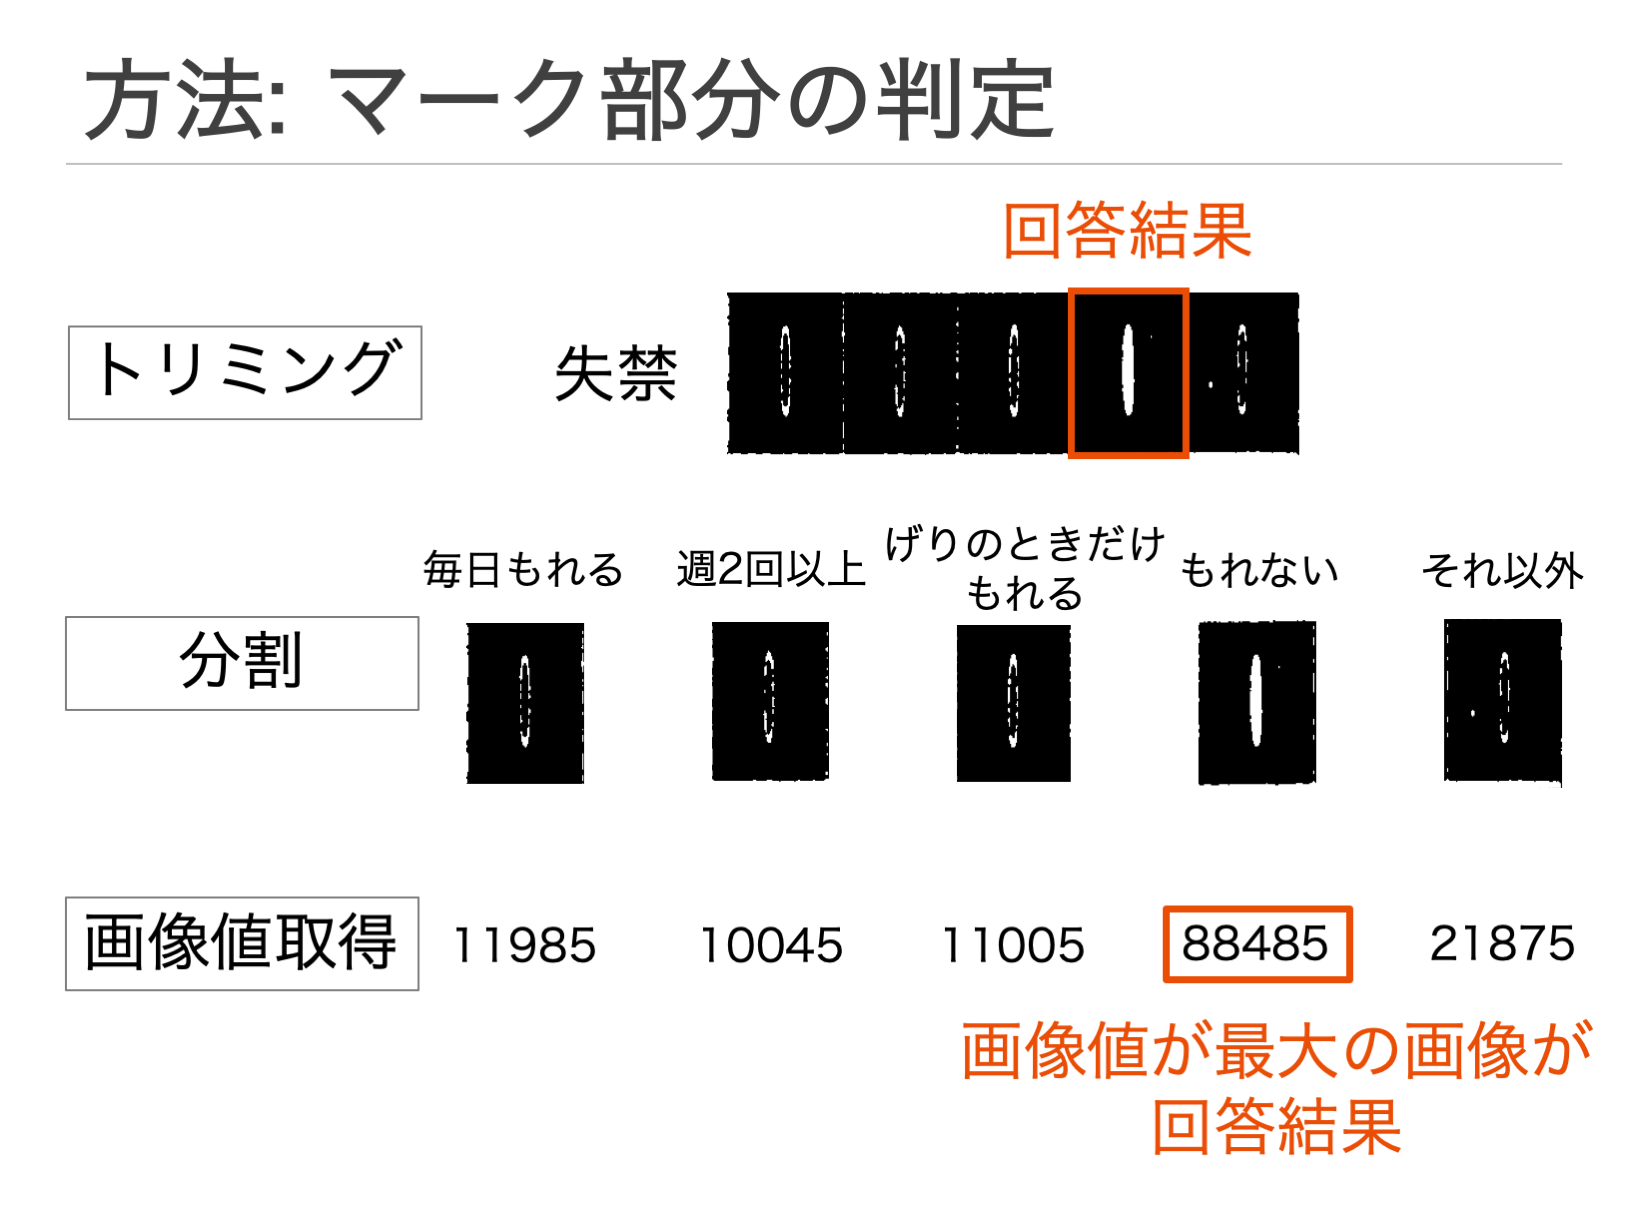 方法: マーク部分の判定
回答結果
トリミング
失禁
毎日もれる
週2回以上
げりのときだけ
もれる
もれない
それ以外
分割
画像値取得
11985
10045
11005
88485
21875
画像値が最大の画像が
回答結果